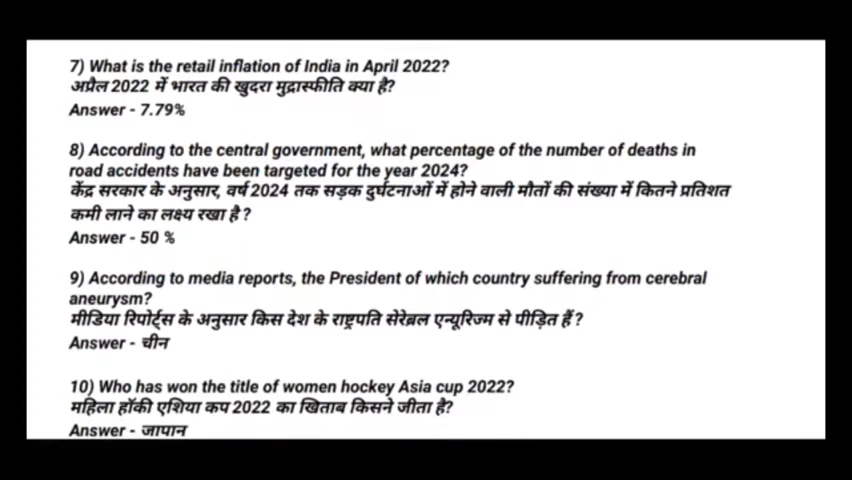 7) What is the retail inflation of India in April 2022?
अप्रैल 2022 में भारत की खुदरा मुद्रास्फीति क्या है?
Answer - 7.79%
8) According to the central government, what percentage of the number of deaths in
road accidents have been targeted for the year 2024?
केंद्र सरकार के अनुसार, वर्ष 2024 तक सड़क दुर्घटनाओं में होने वाली मौतों की संख्या में कितने प्रतिशत
कमी लाने का लक्ष्य रखा है ?
Answer - 50 %
9) According to media reports, the President of which country suffering from cerebral
aneurysm?
मीडिया रिपोर्ट्स के अनुसार किस देश के राष्ट्रपति सेरेब्रल एन्यूरिज्म से पीड़ित हैं ?
Answer - चीन
10) Who has won the title of women hockey Asia cup 2022?
महिला हॉकी एशिया कप 2022 का खिताब किसने जीता है?
Answer - जापान